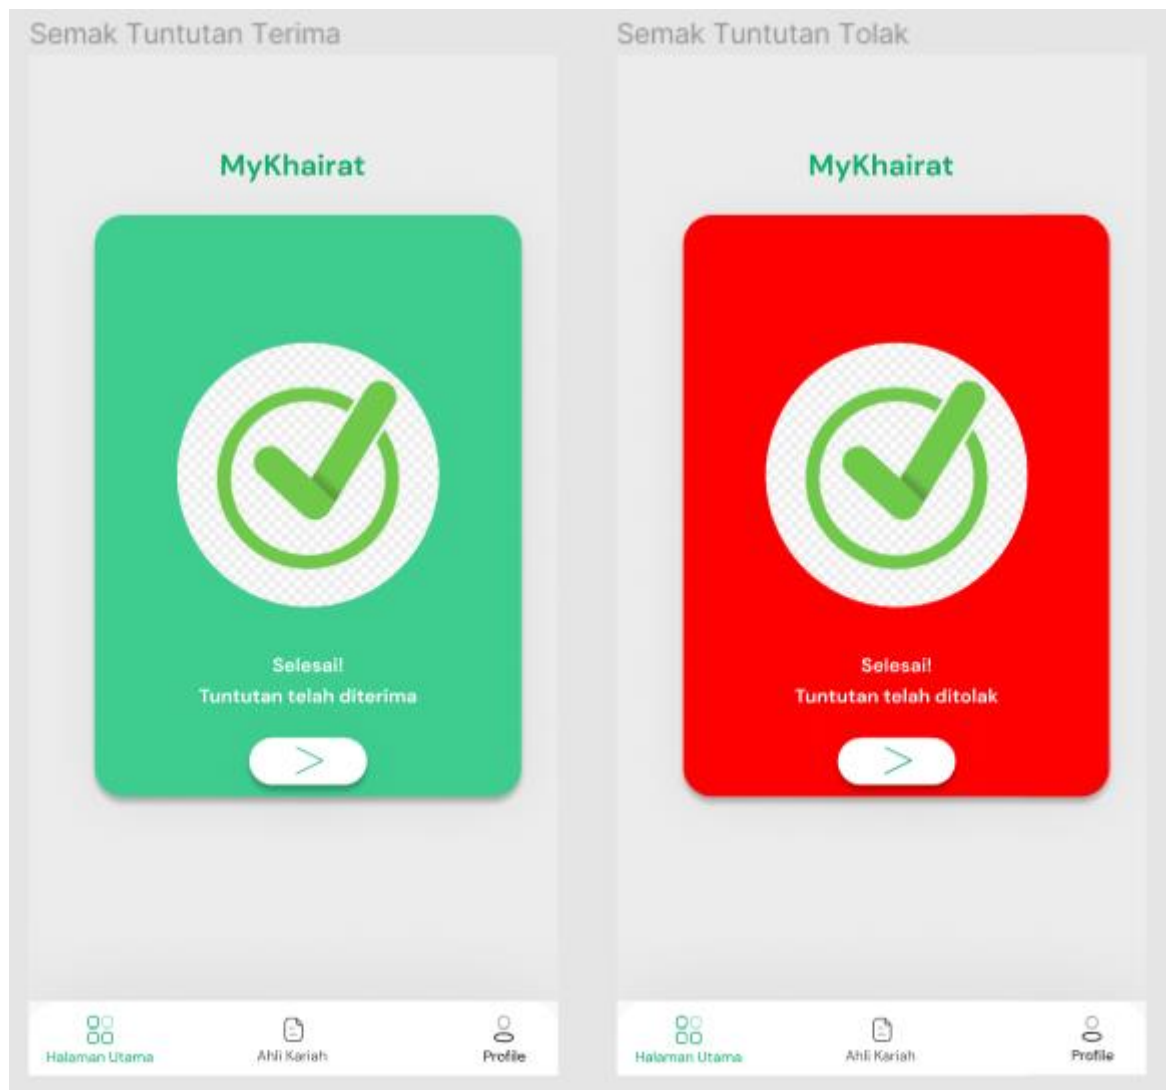 Semak Tuntutan Terima
MyKhairat
Selesai!
Tuntutan telah diterima
>
Halaman Utama
Ahli Kariah
Profile
Semak Tuntutan Tolak
MyKhairat
Selesai!
Tuntutan telah ditolak
>
Halaman Utama
Ahli Kariah
Profile